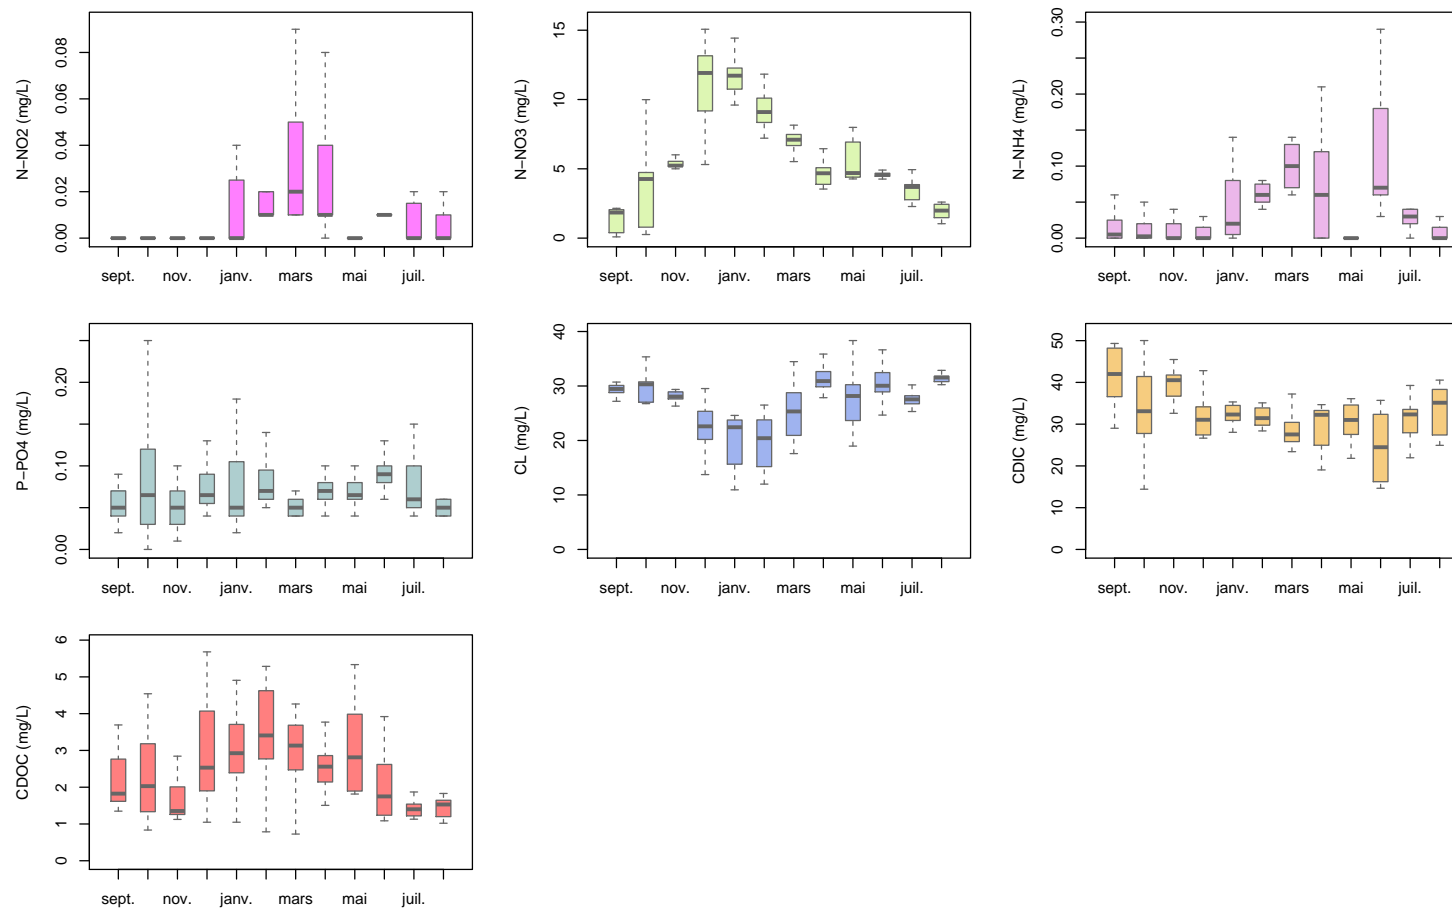 N−NO2 (mg/L)
0.00 0.02 0.04 0.06 0.08
sept. nov. janv. mars mai juil.
N−NO3 (mg/L)
0 5 10 15
sept. nov. janv. mars mai juil.
N−NH4 (mg/L)
0.00 0.10 0.20 0.30
sept. nov. janv. mars mai juil.
P−PO4 (mg/L)
0.00 0.10 0.20
sept. nov. janv. mars mai juil.
CL (mg/L)
0 10 20 30 40
sept. nov. janv. mars mai juil.
CDIC (mg/L)
0 10 20 30 40 50
sept. nov. janv. mars mai juil.
CDOC (mg/L)
0 1 2 3 4 5 6
sept. nov. janv. mars mai juil.